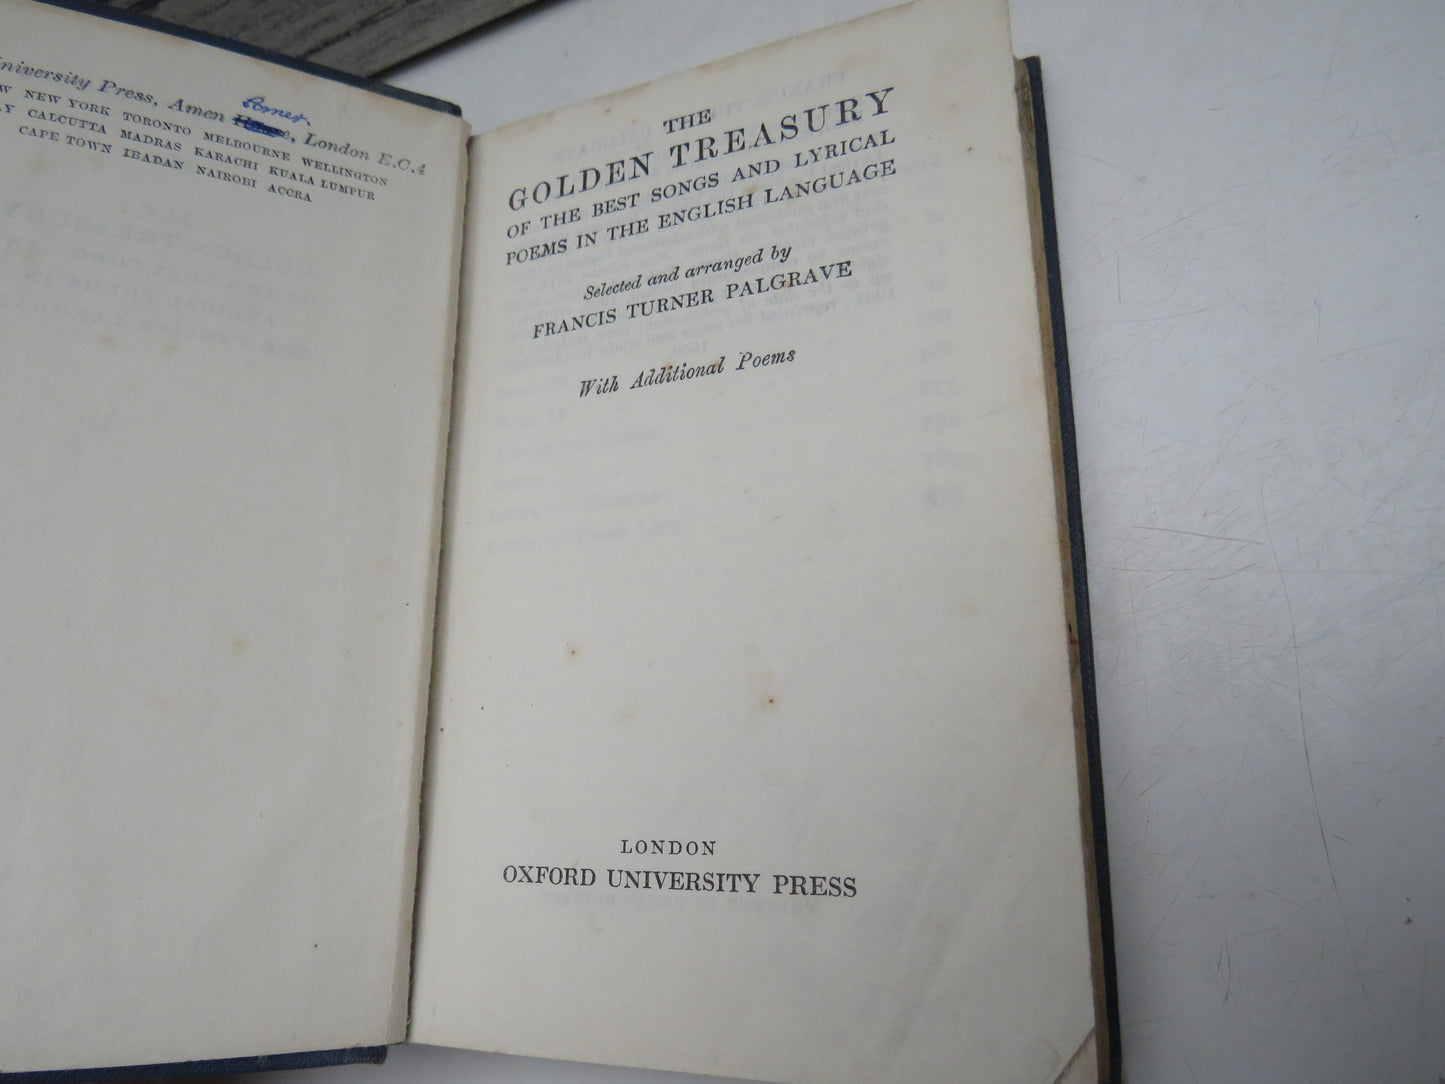 University Press, Amen Corner, London E.C.4
NEW YORK TORONTO MELBOURNE WELLINGTON
CALCUTTA MADRAS KARACHI KUALA LUMPUR
CAPE TOWN IBADAN NAIROBI ACCRA
THE
GOLDEN TREASURY
OF THE BEST SONGS AND LYRICAL
POEMS IN THE ENGLISH LANGUAGE
Selected and arranged by
FRANCIS TURNER PALGRAVE
With Additional Poems
LONDON
OXFORD UNIVERSITY PRESS